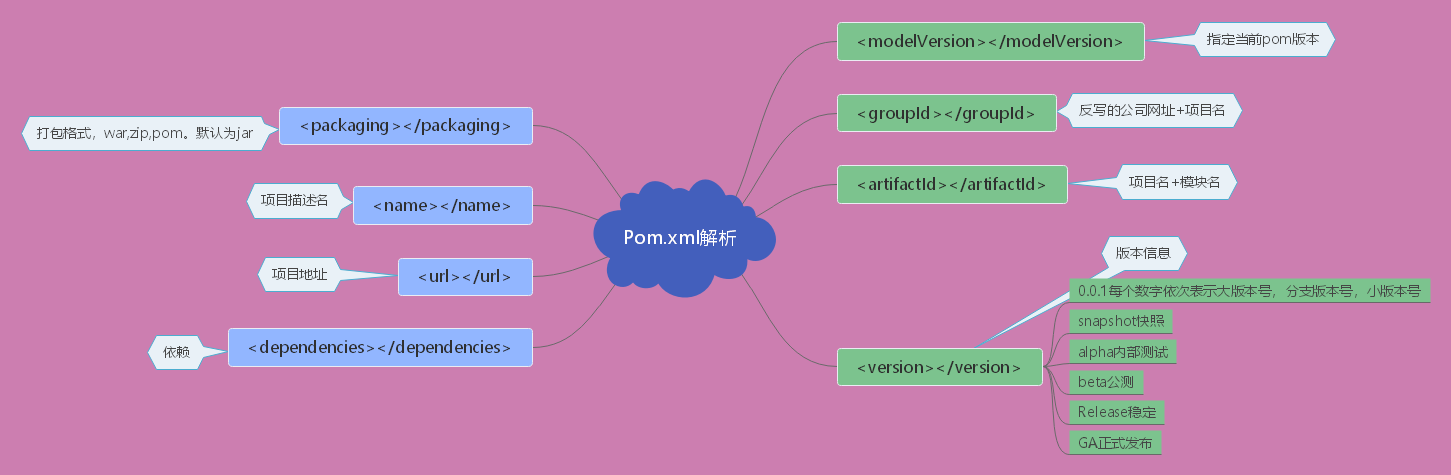 Pom.xml解析
<modelVersion></modelVersion>
指定当前pom版本
<groupId></groupId>
反写的公司网址+项目名
<artifactId></artifactId>
项目名+模块名
<version></version>
版本信息
0.0.1每个数字依次表示大版本号，分支版本号，小版本号
snapshot快照
alpha内部测试
beta公测
Release稳定
GA正式发布
<packaging></packaging>
打包格式，war,zip,pom。默认为jar
<name></name>
项目描述名
<url></url>
项目地址
<dependencies></dependencies>
依赖